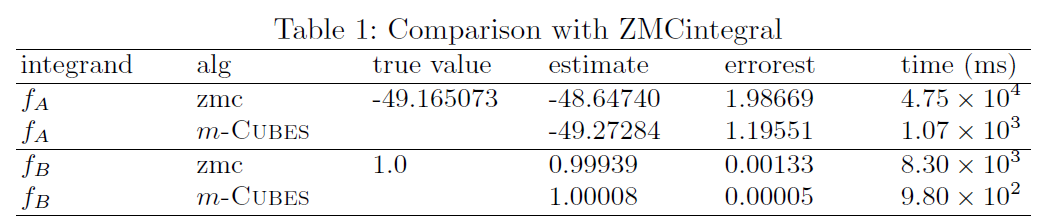 Table 1: Comparison with ZMCintegral
integrand alg true value estimate errorest time (ms)
f_A zmc -49.165073 -48.64740 1.98669 4.75 × 10^4
f_A m-CUBES -49.27284 1.19551 1.07 × 10^3
f_B zmc 1.0 0.99939 0.00133 8.30 × 10^3
f_B m-CUBES 1.00008 0.00005 9.80 × 10^2